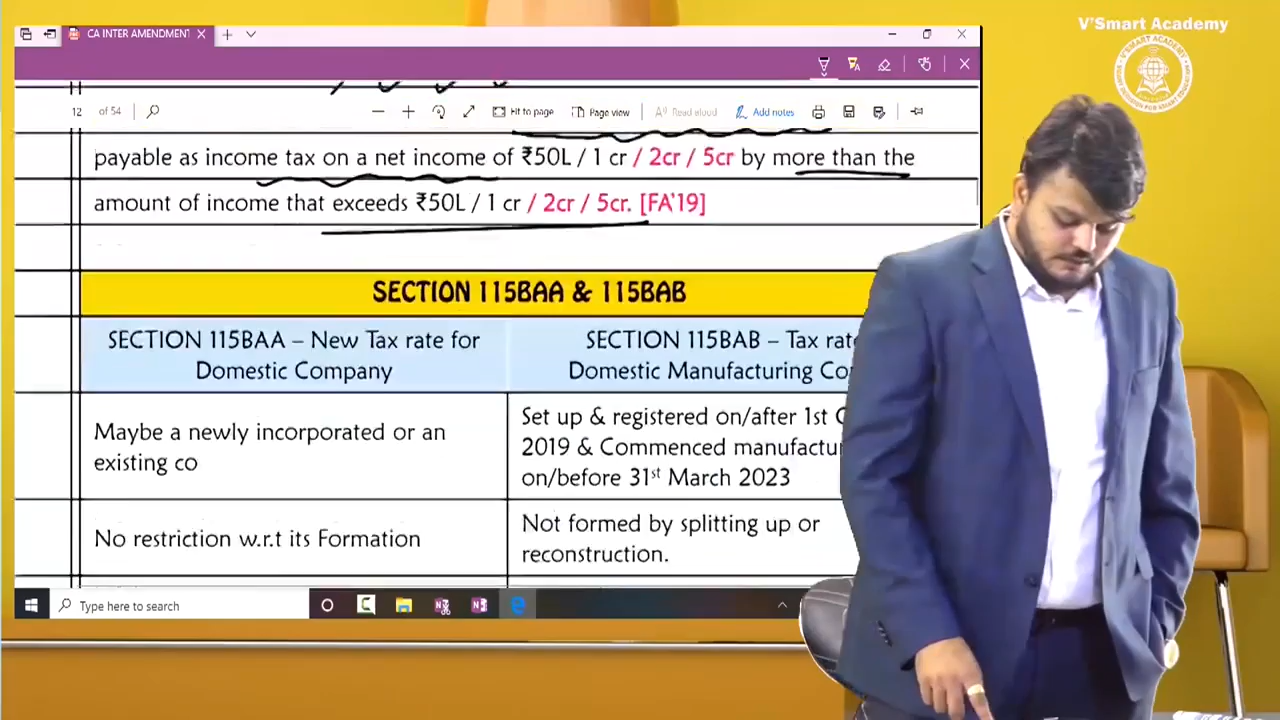 V'Smart Academy
CA INTER AMENDMENT
12 of 54
Fit to page
Page view
Read aloud
Add notes
payable as income tax on a net income of ₹50L / 1 cr / 2cr / 5cr by more than the
amount of income that exceeds ₹50L / 1 cr / 2cr / 5cr. [FA'19]
SECTION 115BAA & 115BAB
SECTION 115BAA – New Tax rate for
Domestic Company
SECTION 115BAB – Tax rate
Domestic Manufacturing Co
Maybe a newly incorporated or an
existing co
Set up & registered on/after 1st
2019 & Commenced manufactu
on/before 31st March 2023
No restriction w.r.t its Formation
Not formed by splitting up or
reconstruction.
Type here to search